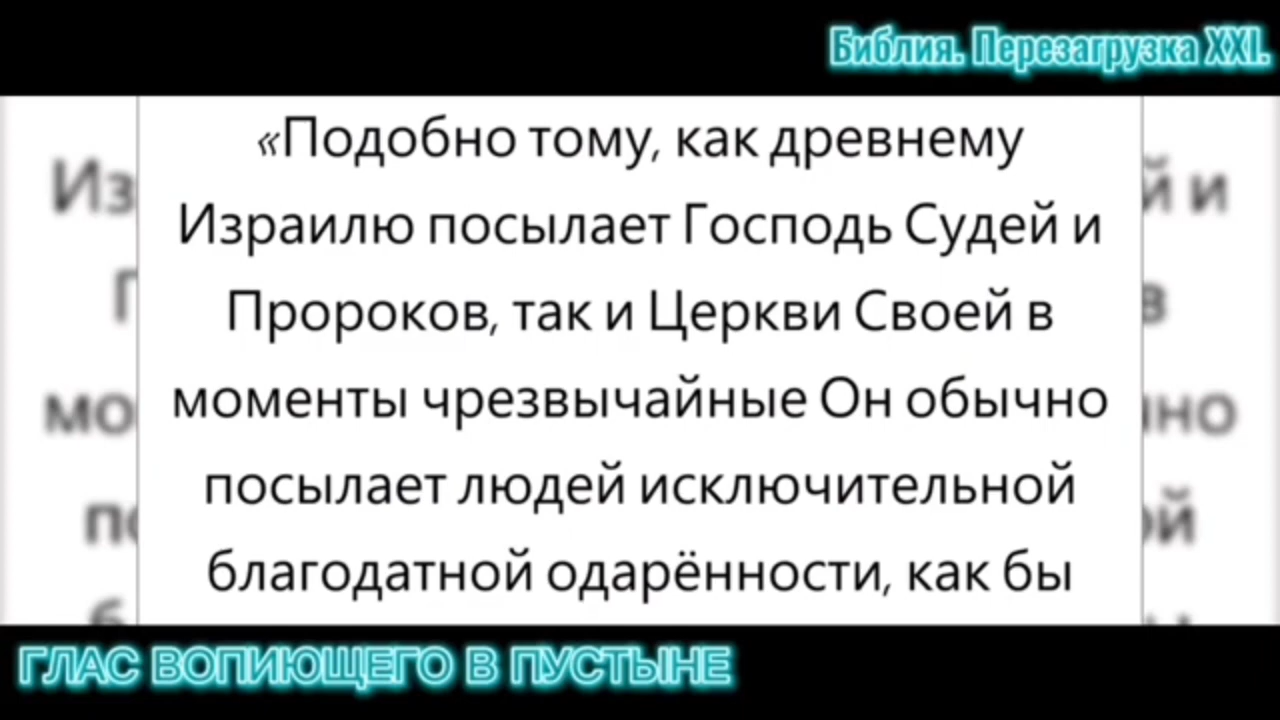 Библия. Перезагрузка XXI.
«Подобно тому, как древнему
Израилю посылает Господь Судей и
Пророков, так и Церкви Своей в
моменты чрезвычайные Он обычно
посылает людей исключительной
благодатной одарённости, как бы
ГЛАС ВОПИЮЩЕГО В ПУСТЫНЕ